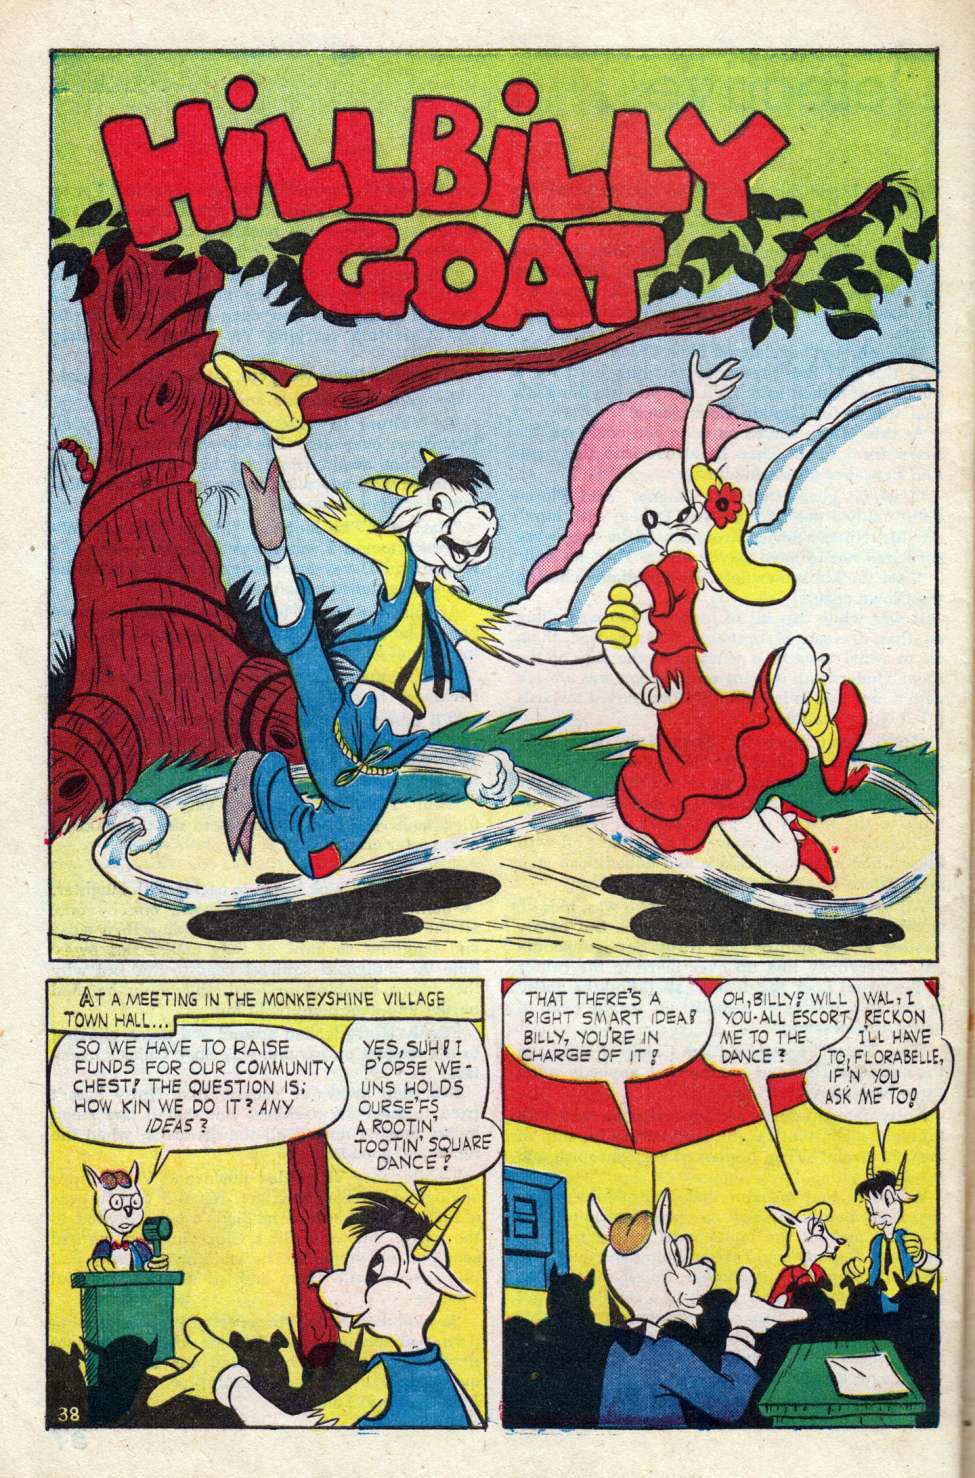 HILLBILLY
GOAT
AT A MEETING IN THE MONKEYSHINE VILLAGE
TOWN HALL...
SO WE HAVE TO RAISE
FUNDS FOR OUR COMMUNITY
CHEST! THE QUESTION IS;
HOW KIN WE DO IT? ANY
IDEAS?
YES, SUH! I
P'OPSE WE-
UNS HOLDS
OURSE'FS
A ROOTIN'
TOOTIN' SQUARE
DANCE!
38
THAT THERE'S A
RIGHT SMART IDEA!
BILLY, YOU'RE IN
CHARGE OF IT!
OH, BILLY! WILL
YOU-ALL ESCORT
ME TO THE
DANCE?
WAL, I
RECKON
I'LL HAVE
TO, FLORABELLE,
IF'N YOU
ASK ME TO!